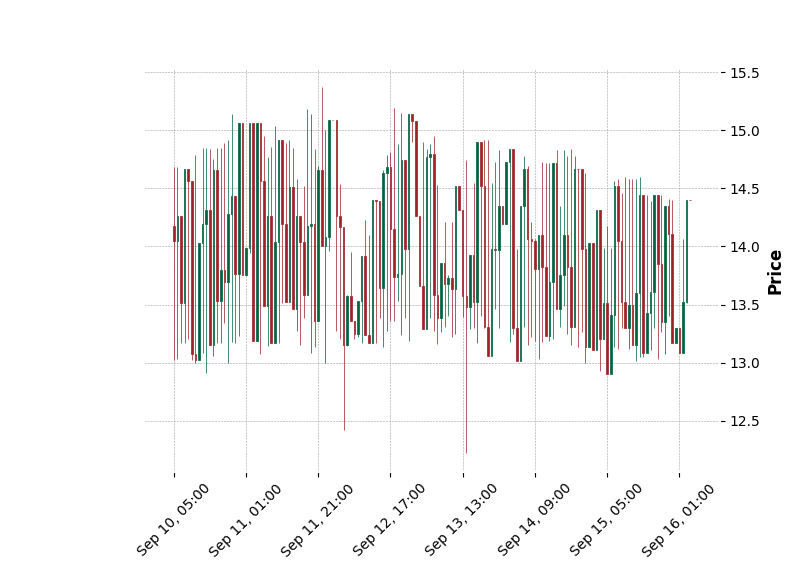 15.5
15.0
14.5
14.0
13.5
13.0
12.5
Price
Sep 10, 05:00
Sep 11, 01:00
Sep 11, 21:00
Sep 12, 17:00
Sep 13, 13:00
Sep 14, 09:00
Sep 15, 05:00
Sep 16, 01:00